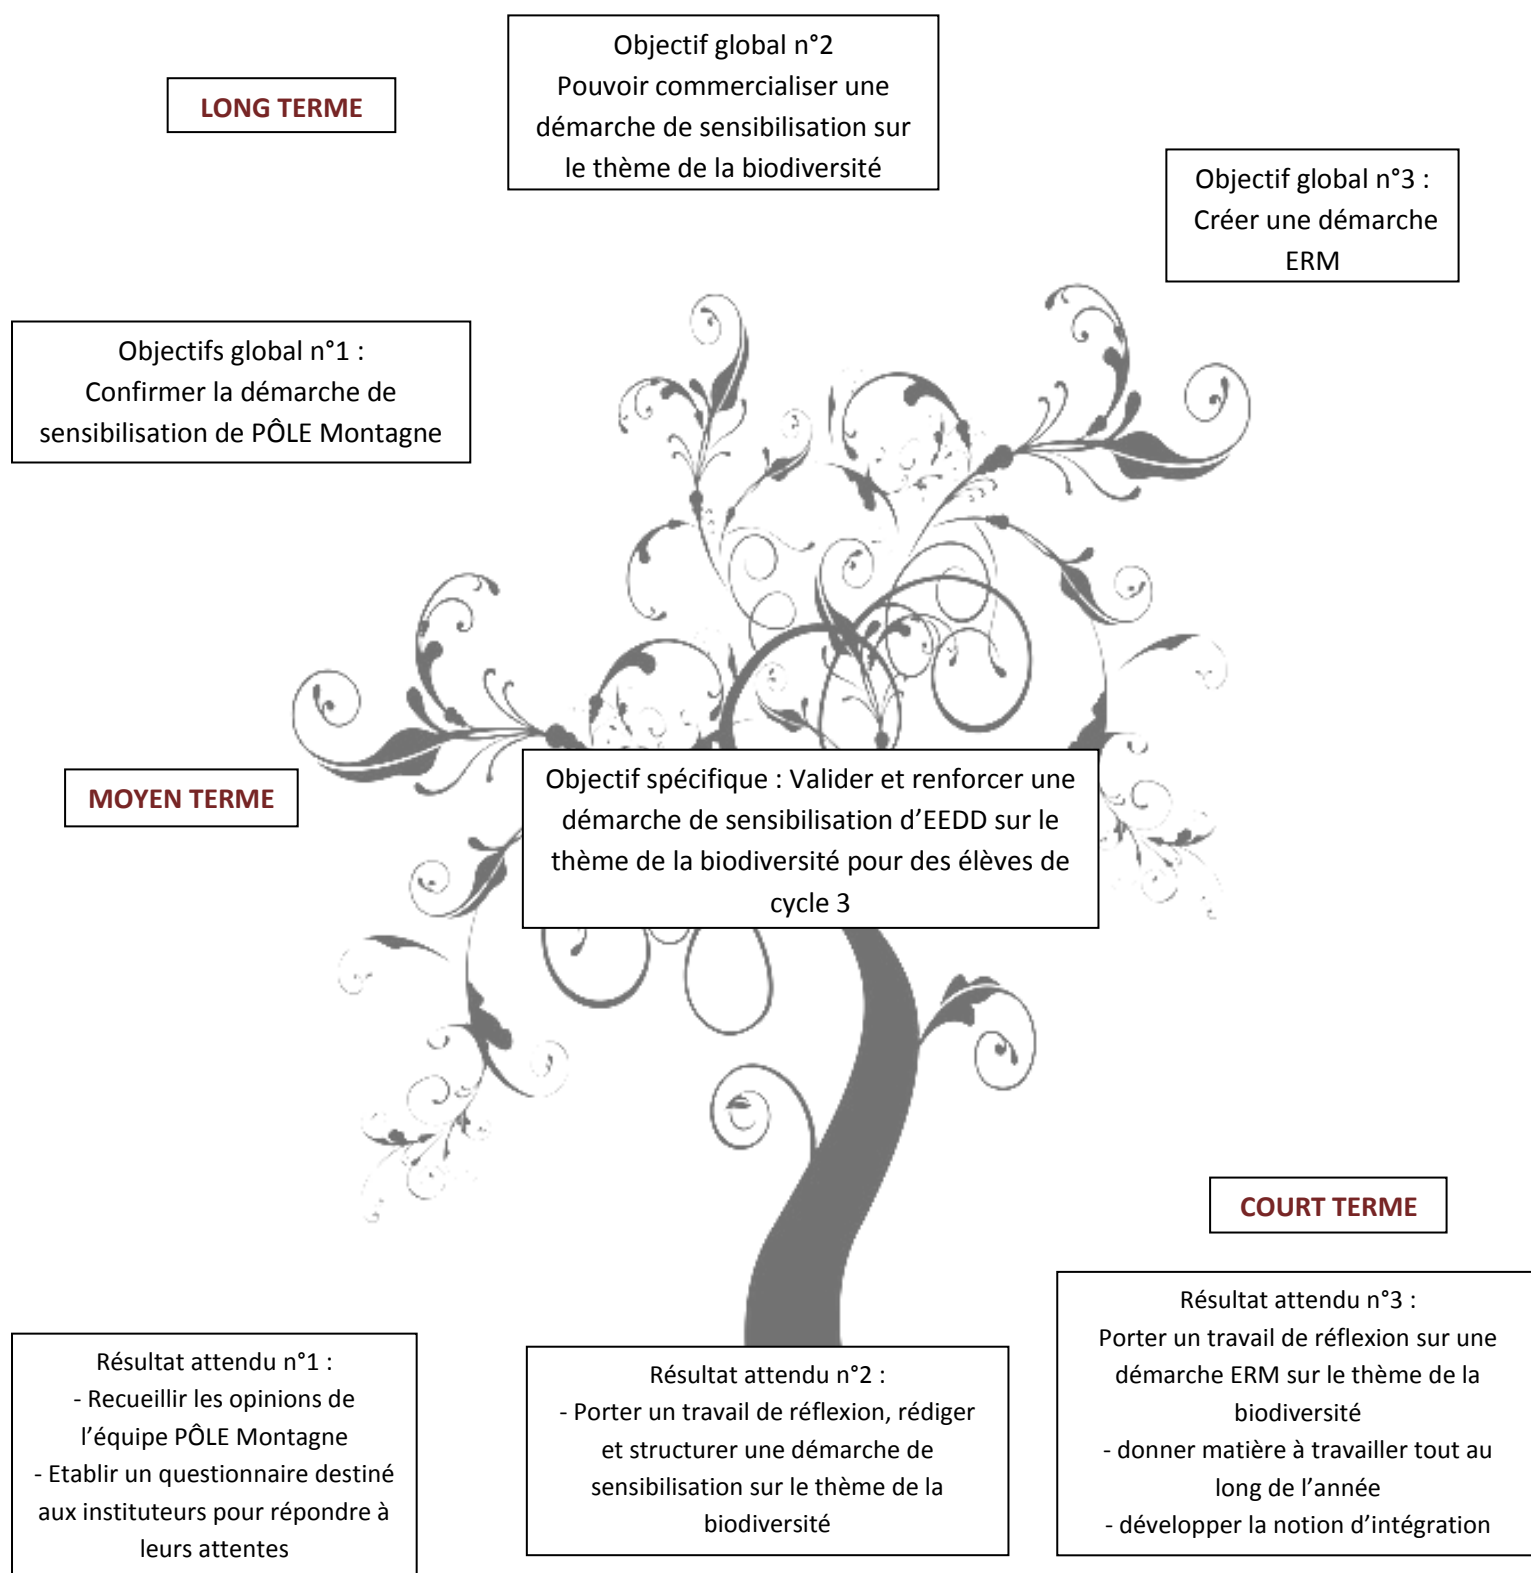 LONG TERME
Objectif global n°2
Pouvoir commercialiser une
démarche de sensibilisation sur
le thème de la biodiversité
Objectif global n°3 :
Créer une démarche
ERM
Objectifs global n°1 :
Confirmer la démarche de
sensibilisation de PÔLE Montagne
MOYEN TERME
Objectif spécifique : Valider et renforcer une
démarche de sensibilisation d’EEDD sur le
thème de la biodiversité pour des élèves de
cycle 3
COURT TERME
Résultat attendu n°1 :
- Recueillir les opinions de
l’équipe PÔLE Montagne
- Etablir un questionnaire destiné
aux instituteurs pour répondre à
leurs attentes
Résultat attendu n°2 :
- Porter un travail de réflexion, rédiger
et structurer une démarche de
sensibilisation sur le thème de la
biodiversité
Résultat attendu n°3 :
Porter un travail de réflexion sur une
démarche ERM sur le thème de la
biodiversité
- donner matière à travailler tout au
long de l’année
- développer la notion d’intégration